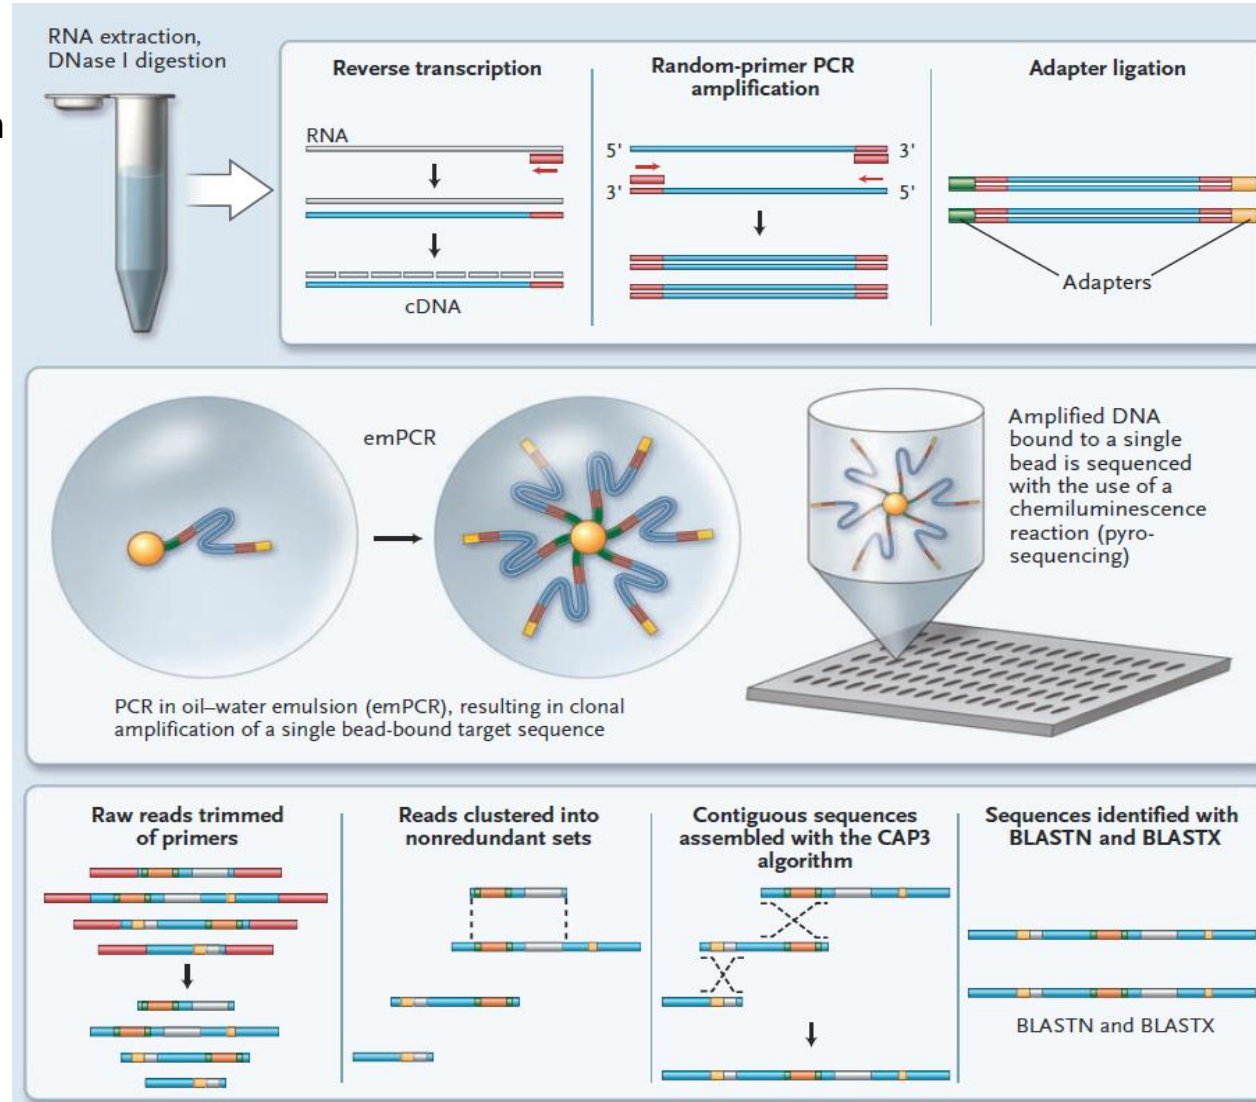 RNA extraction,
DNase I digestion
Reverse transcription
RNA
cDNA
Random-primer PCR
amplification
5' 3'
3' 5'
Adapter ligation
Adapters
emPCR
PCR in oil–water emulsion (emPCR), resulting in clonal
amplification of a single bead-bound target sequence
Amplified DNA
bound to a single
bead is sequenced
with the use of a
chemiluminescence
reaction (pyro-
sequencing)
Raw reads trimmed
of primers
Reads clustered into
nonredundant sets
Contiguous sequences
assembled with the CAP3
algorithm
Sequences identified with
BLASTN and BLASTX
BLASTN and BLASTX